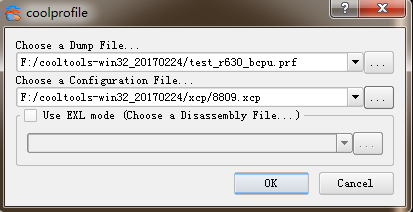 coolprofile
Choose a Dump File...
F:/cooltools-win32_20170224/test_r630_bcpu.prf
...
Choose a Configuration File...
F:/cooltools-win32_20170224/xcp/8809.xcp
...
Use EXL mode (Choose a Disassembly File...)
...
OK Cancel